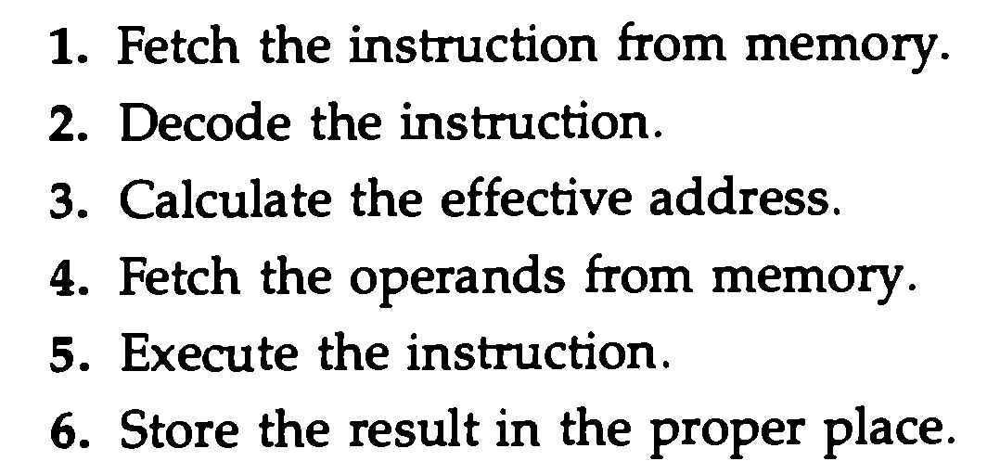 1. Fetch the instruction from memory.
2. Decode the instruction.
3. Calculate the effective address.
4. Fetch the operands from memory.
5. Execute the instruction.
6. Store the result in the proper place.